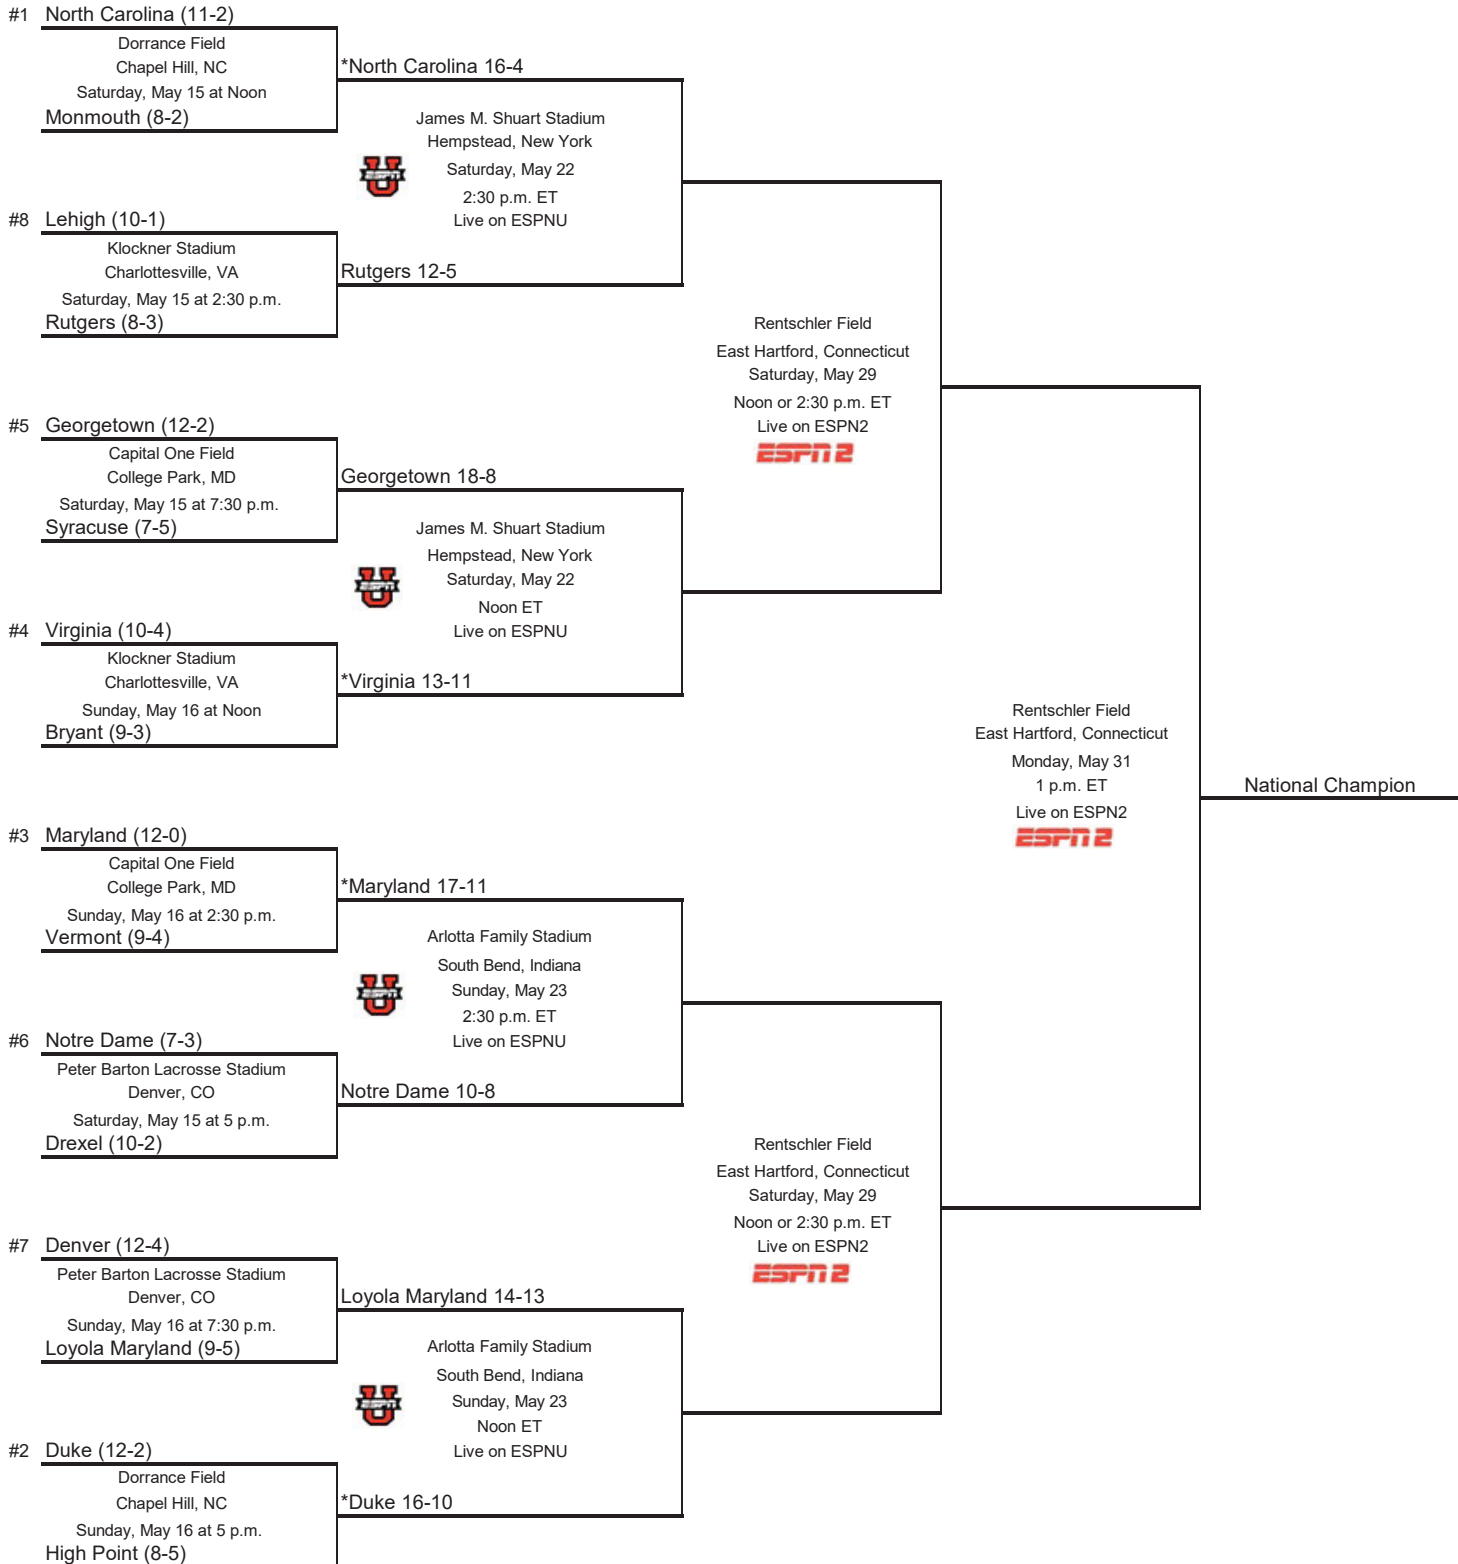 #1 North Carolina (11-2)
Dorrance Field
Chapel Hill, NC
Saturday, May 15 at Noon
Monmouth (8-2)
*North Carolina 16-4
James M. Shuart Stadium
Hempstead, New York
Saturday, May 22
2:30 p.m. ET
Live on ESPNU
#8 Lehigh (10-1)
Klockner Stadium
Charlottesville, VA
Saturday, May 15 at 2:30 p.m.
Rutgers (8-3)
Rutgers 12-5
Rentschler Field
East Hartford, Connecticut
Saturday, May 29
Noon or 2:30 p.m. ET
Live on ESPN2
ESPN 2
#5 Georgetown (12-2)
Capital One Field
College Park, MD
Saturday, May 15 at 7:30 p.m.
Syracuse (7-5)
Georgetown 18-8
James M. Shuart Stadium
Hempstead, New York
Saturday, May 22
Noon ET
Live on ESPNU
#4 Virginia (10-4)
Klockner Stadium
Charlottesville, VA
Sunday, May 16 at Noon
Bryant (9-3)
*Virginia 13-11
Rentschler Field
East Hartford, Connecticut
Monday, May 31
1 p.m. ET
Live on ESPN2
ESPN 2
National Champion
#3 Maryland (12-0)
Capital One Field
College Park, MD
Sunday, May 16 at 2:30 p.m.
Vermont (9-4)
*Maryland 17-11
Arlotta Family Stadium
South Bend, Indiana
Sunday, May 23
2:30 p.m. ET
Live on ESPNU
#6 Notre Dame (7-3)
Peter Barton Lacrosse Stadium
Denver, CO
Saturday, May 15 at 5 p.m.
Drexel (10-2)
Notre Dame 10-8
Rentschler Field
East Hartford, Connecticut
Saturday, May 29
Noon or 2:30 p.m. ET
Live on ESPN2
ESPN 2
#7 Denver (12-4)
Peter Barton Lacrosse Stadium
Denver, CO
Sunday, May 16 at 7:30 p.m.
Loyola Maryland (9-5)
Loyola Maryland 14-13
Arlotta Family Stadium
South Bend, Indiana
Sunday, May 23
Noon ET
Live on ESPNU
#2 Duke (12-2)
Dorrance Field
Chapel Hill, NC
Sunday, May 16 at 5 p.m.
High Point (8-5)
*Duke 16-10